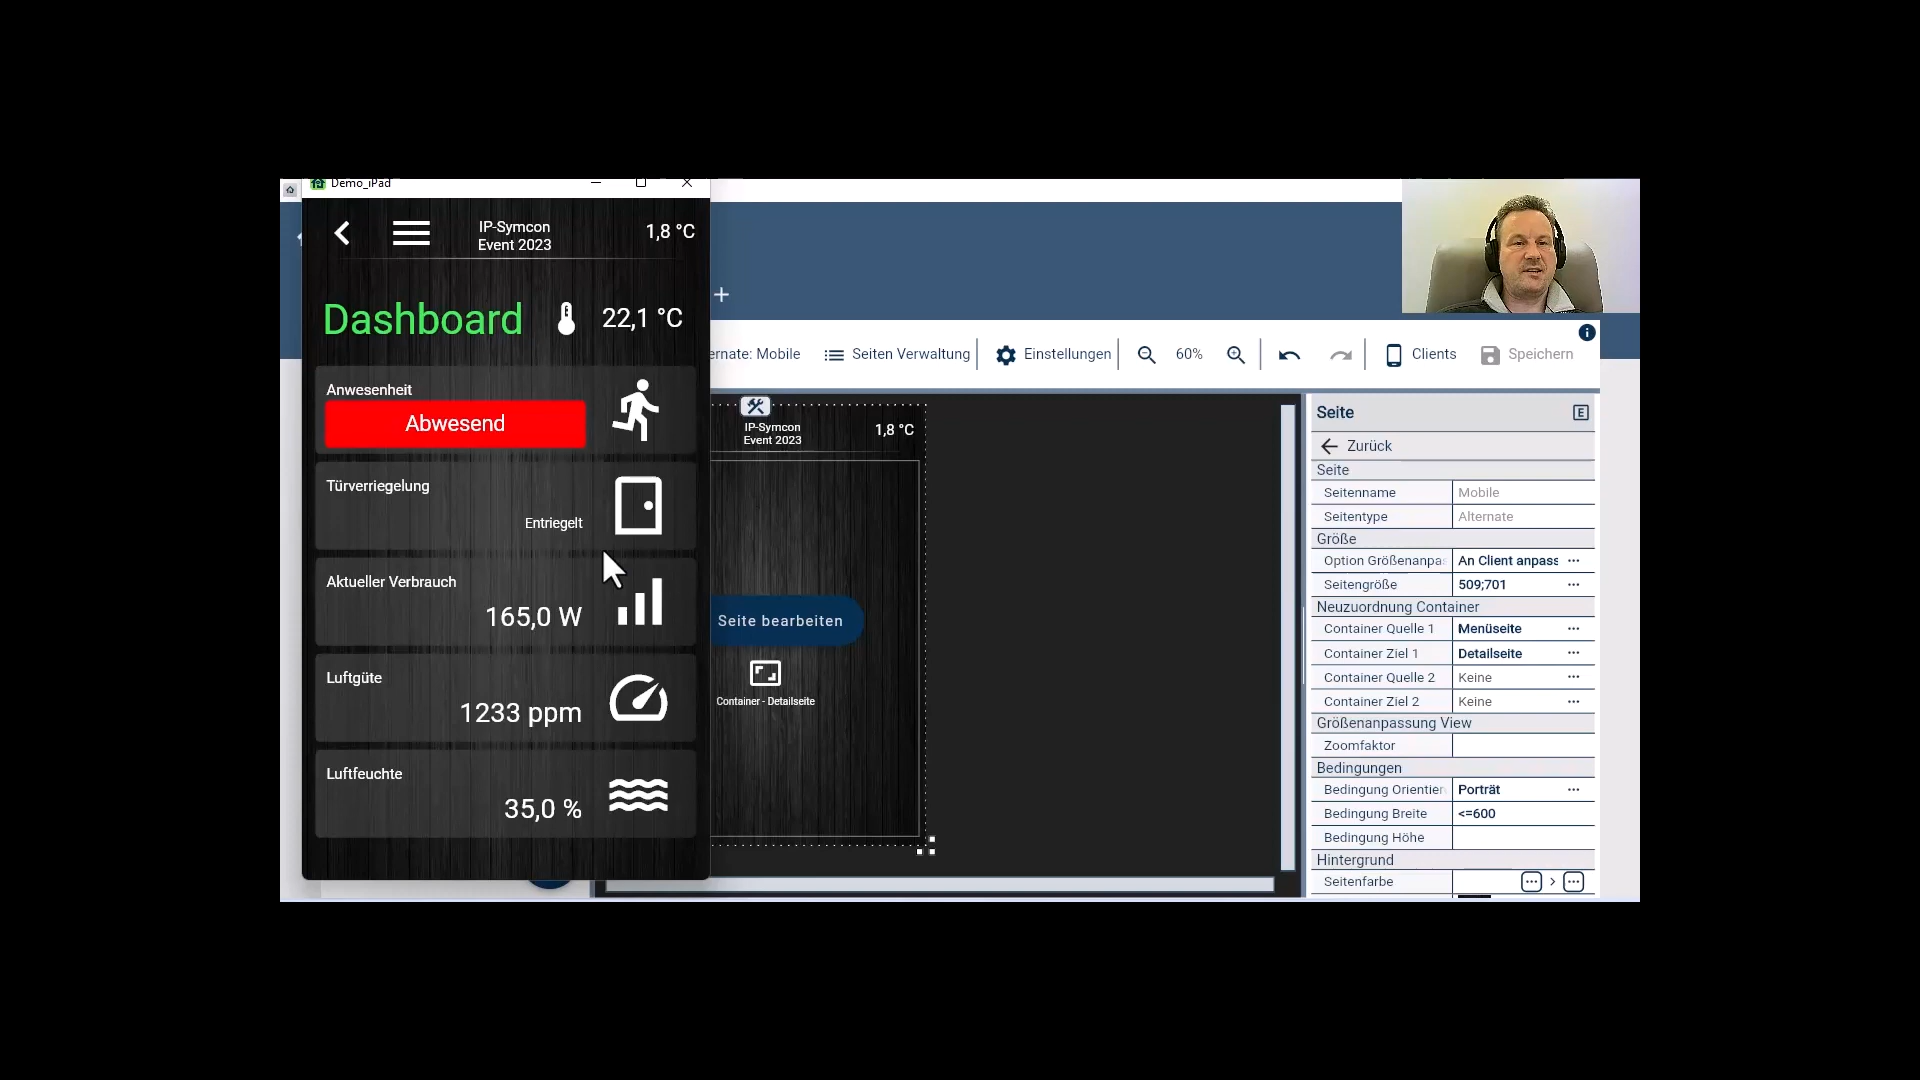 Demo_iPad
IP-Symcon
Event 2023
1,8 °C
Dashboard
22,1 °C
Anwesenheit
Abwesend
Türverriegelung
Entriegelt
Aktueller Verbrauch
165,0 W
Luftgüte
1233 ppm
Luftfeuchte
35,0 %
ernate: Mobile
Seiten Verwaltung
Einstellungen
60%
Clients
Speichern
IP-Symcon
Event 2023
1,8 °C
Seite bearbeiten
Container - Detailseite
Seite
E
Zurück
Seite
Seitenname Mobile
Seitentype Alternate
Größe
Option Größenanpas An Client anpass ...
Seitengröße 509;701 ...
Neuzuordnung Container
Container Quelle 1 Menüseite ...
Container Ziel 1 Detailseite ...
Container Quelle 2 Keine ...
Container Ziel 2 Keine ...
Größenanpassung View
Zoomfaktor
Bedingungen
Bedingung Orientier Porträt ...
Bedingung Breite <=600
Bedingung Höhe
Hintergrund
Seitenfarbe